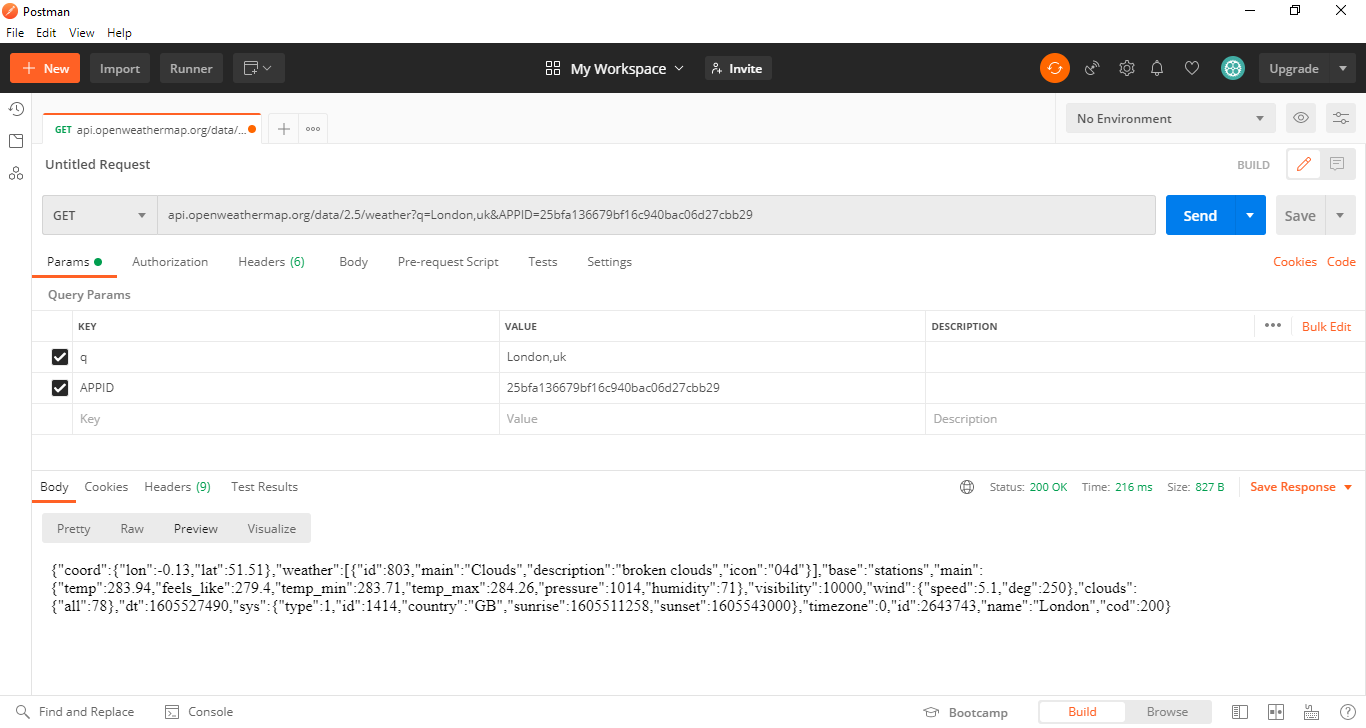 Postman
File Edit View Help
New Import Runner My Workspace Invite Upgrade
GET api.openweathermap.org/data/... No Environment
Untitled Request BUILD
GET api.openweathermap.org/data/2.5/weather?q=London,uk&APPID=25bfa136679bf16c940bac06d27cbb29 Send Save
Params Authorization Headers (6) Body Pre-request Script Tests Settings Cookies Code
Query Params
KEY VALUE DESCRIPTION Bulk Edit
q London,uk
APPID 25bfa136679bf16c940bac06d27cbb29
Key Value Description
Body Cookies Headers (9) Test Results Status: 200 OK Time: 216 ms Size: 827 B Save Response
Pretty Raw Preview Visualize
{"coord":{"lon":-0.13,"lat":51.51},"weather":[{"id":803,"main":"Clouds","description":"broken clouds","icon":"04d"}],"base":"stations","main":
{"temp":283.94,"feels_like":279.4,"temp_min":283.71,"temp_max":284.26,"pressure":1014,"humidity":71},"visibility":10000,"wind":{"speed":5.1,"deg":250},"clouds":
{"all":78},"dt":1605527490,"sys":{"type":1,"id":1414,"country":"GB","sunrise":1605511258,"sunset":1605543000},"timezone":0,"id":2643743,"name":"London","cod":200}
Find and Replace Console Bootcamp Build Browse